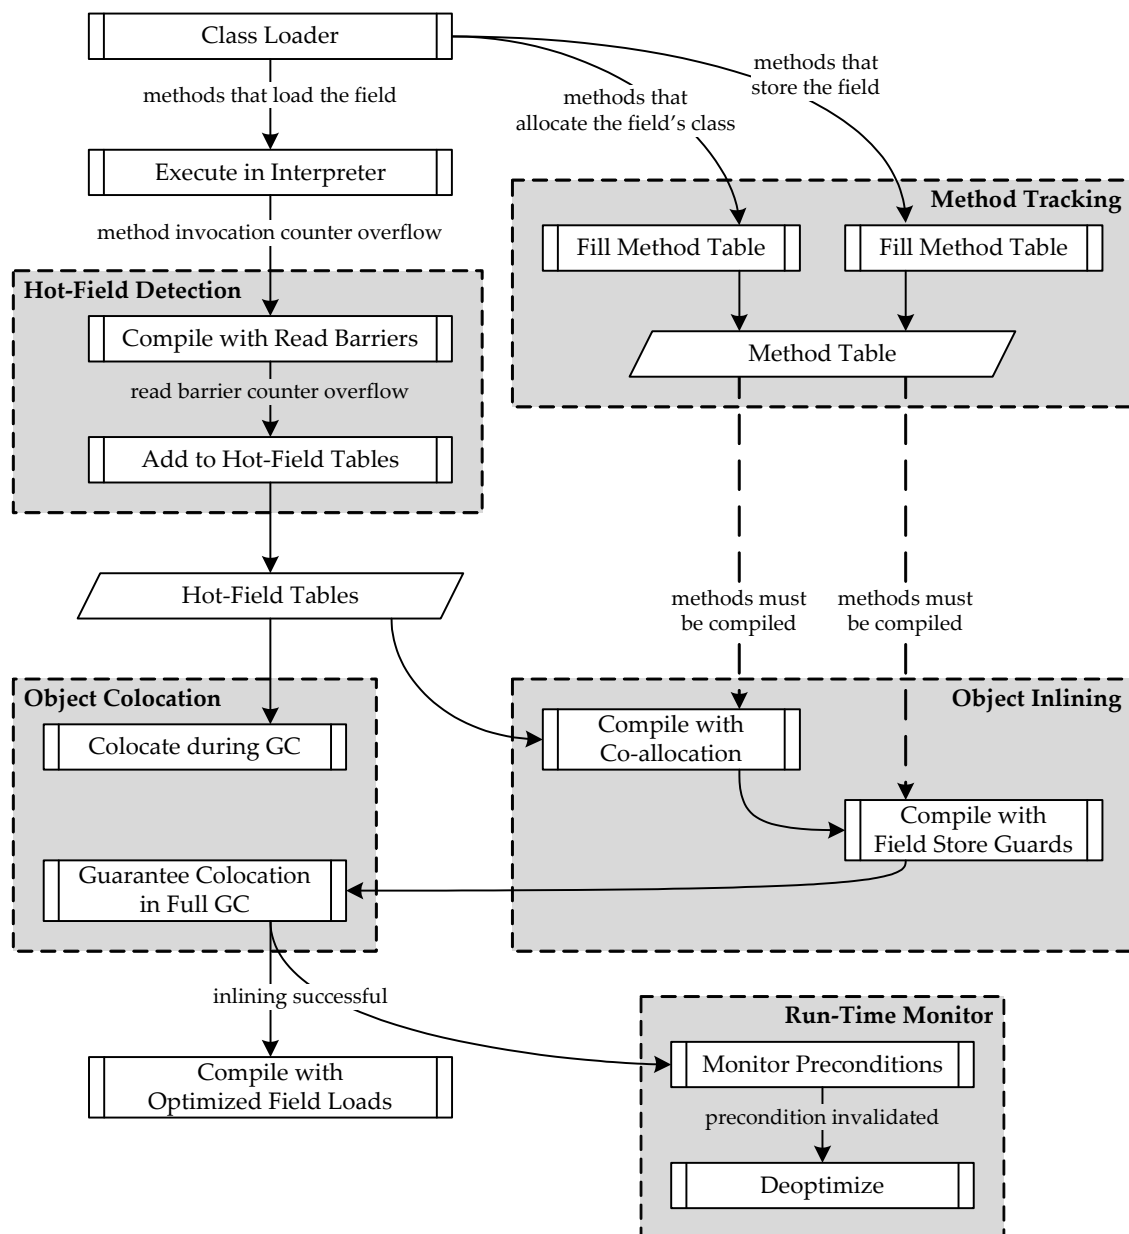 Class Loader
methods that load the field
methods that
allocate the field's class
methods that
store the field
Execute in Interpreter
method invocation counter overflow
Method Tracking
Fill Method Table
Fill Method Table
Method Table
Hot-Field Detection
Compile with Read Barriers
read barrier counter overflow
Add to Hot-Field Tables
Hot-Field Tables
methods must
be compiled
methods must
be compiled
Object Colocation
Colocate during GC
Guarantee Colocation
in Full GC
Object Inlining
Compile with
Co-allocation
Compile with
Field Store Guards
inlining successful
Compile with
Optimized Field Loads
Run-Time Monitor
Monitor Preconditions
precondition invalidated
Deoptimize